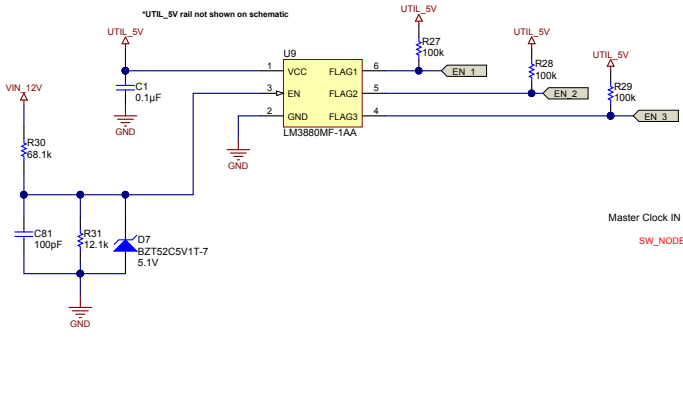 *UTIL_5V rail not shown on schematic
UTIL_5V
UTIL_5V
R27
100k
UTIL_5V
R28
100k
UTIL_5V
R29
100k
U9
1 VCC FLAG1 6 EN_1
3 EN FLAG2 5 EN_2
2 GND FLAG3 4 EN_3
LM3880MF-1AA
C1
0.1µF
GND
GND
VIN_12V
R30
68.1k
C81
100pF
R31
12.1k
D7
BZT52C5V1T-7
5.1V
GND
Master Clock IN
SW_NODE